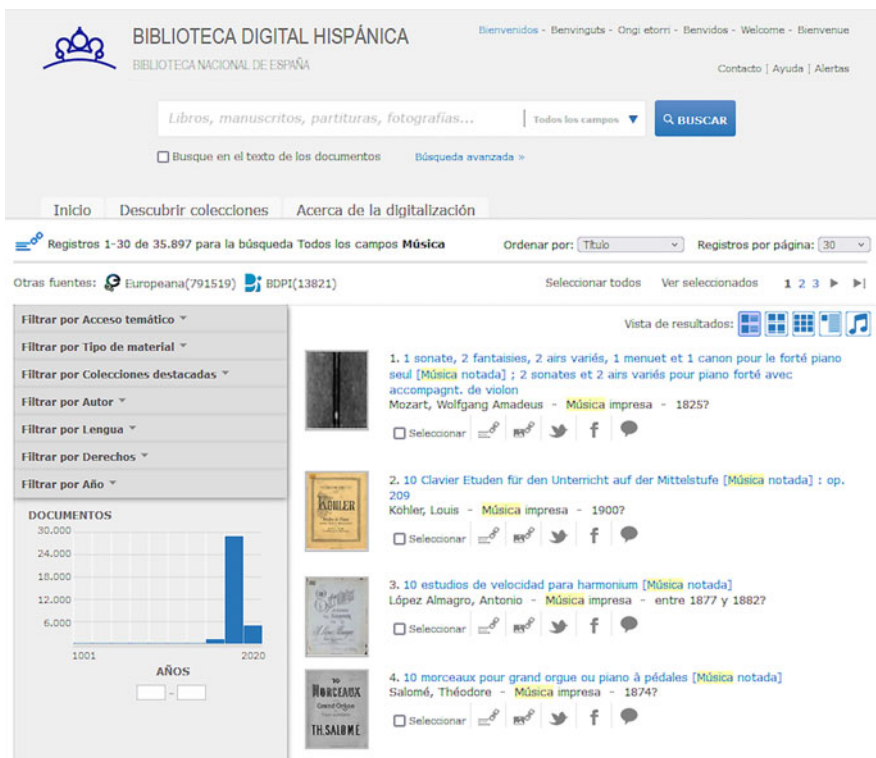 BIBLIOTECA DIGITAL HISPÁNICA
BIBLIOTECA NACIONAL DE ESPAÑA
Bienvenidos - Benvinguts - Ongi etorri - Benvidos - Welcome - Bienvenue
Contacto | Ayuda | Alertas
Libros, manuscritos, partituras, fotografías...
Todos los campos
BUSCAR
Busque en el texto de los documentos
Búsqueda avanzada »
Inicio
Descubrir colecciones
Acerca de la digitalización
Registros 1-30 de 35.897 para la búsqueda Todos los campos Música
Ordenar por: Título
Registros por página: 30
Otras fuentes: Europeana(791519) BDPI(13821)
Seleccionar todos
Ver seleccionados
1 2 3
Filtrar por Acceso temático
Filtrar por Tipo de material
Filtrar por Colecciones destacadas
Filtrar por Autor
Filtrar por Lengua
Filtrar por Derechos
Filtrar por Año
DOCUMENTOS
30.000
24.000
18.000
12.000
6.000
1001
2020
AÑOS
-
Vista de resultados:
1. 1 sonate, 2 fantaisies, 2 airs variés, 1 menuet et 1 canon pour le forté piano
seul [Música notada] ; 2 sonates et 2 airs variés pour piano forté avec
accompagnt. de violon
Mozart, Wolfgang Amadeus - Música impresa - 1825?
Seleccionar
KÖHLER
2. 10 Clavier Etuden für den Unterricht auf der Mittelstufe [Música notada] : op.
209
Köhler, Louis - Música impresa - 1900?
Seleccionar
3. 10 estudios de velocidad para harmonium [Música notada]
López Almagro, Antonio - Música impresa - entre 1877 y 1882?
Seleccionar
10
MORCEAUX
Grand Orgue
TH. SALOMÉ
4. 10 morceaux pour grand orgue ou piano à pédales [Música notada]
Salomé, Théodore - Música impresa - 1874?
Seleccionar